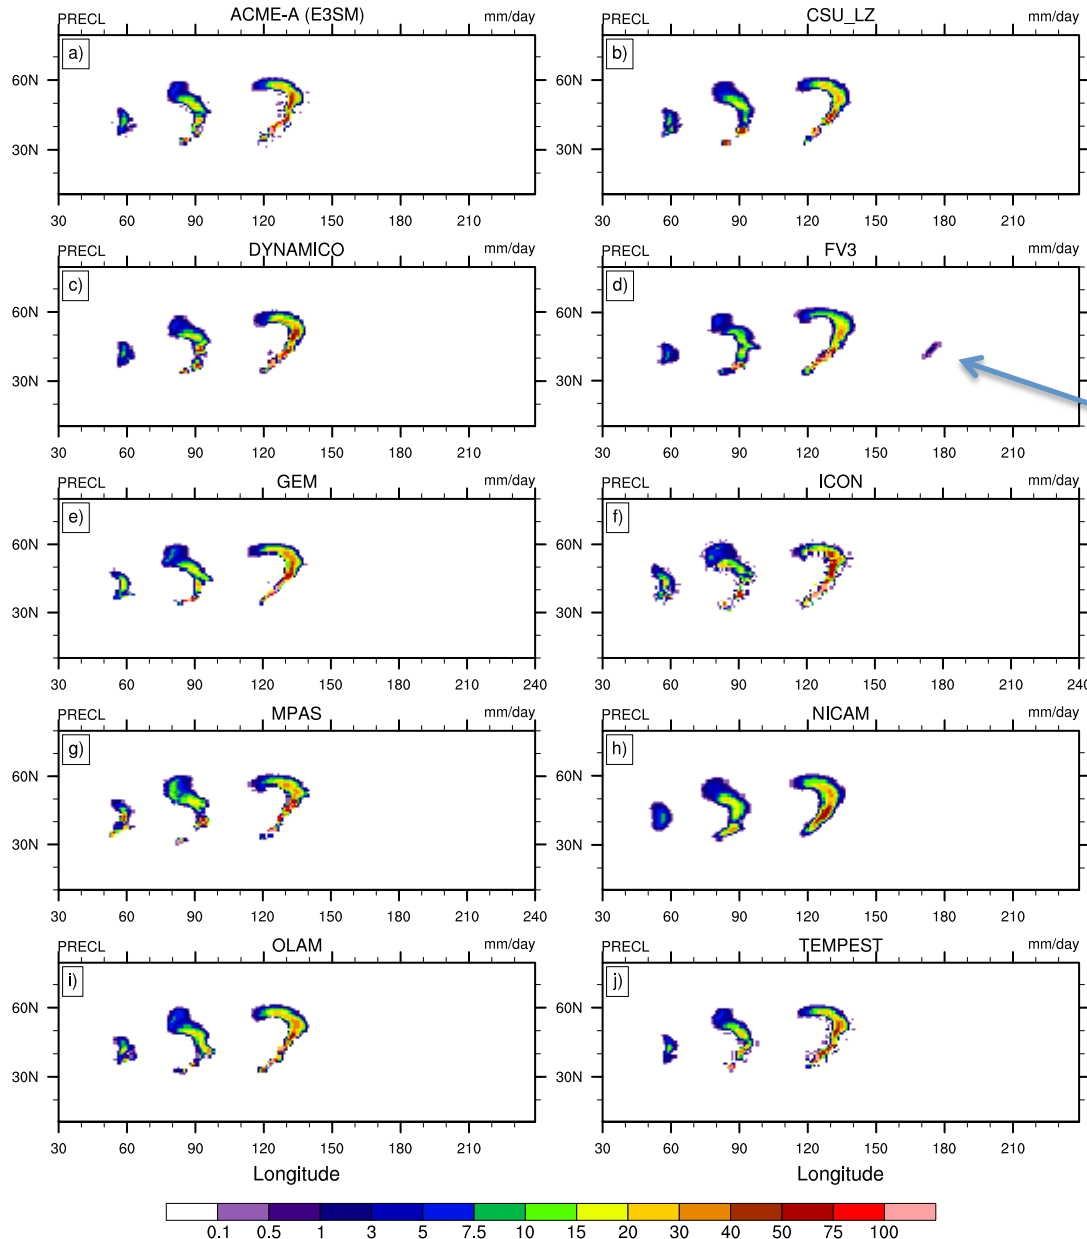 PRECL ACME-A (E3SM) mm/day PRECL CSU_LZ mm/day
a) b)
60N 60N
30N 30N
30 60 90 120 150 180 210 30 60 90 120 150 180 210
PRECL DYNAMICO mm/day PRECL FV3 mm/day
c) d)
60N 60N
30N 30N
30 60 90 120 150 180 210 30 60 90 120 150 180 210
PRECL GEM mm/day PRECL ICON mm/day
e) f)
60N 60N
30N 30N
30 60 90 120 150 180 210 240 30 60 90 120 150 180 210 240
PRECL MPAS mm/day PRECL NICAM mm/day
g) h)
60N 60N
30N 30N
30 60 90 120 150 180 210 240 30 60 90 120 150 180 210 240
PRECL OLAM mm/day PRECL TEMPEST mm/day
i) j)
60N 60N
30N 30N
30 60 90 120 150 180 210 30 60 90 120 150 180 210
Longitude Longitude
0.1 0.5 1 3 5 7.5 10 15 20 30 40 50 75 100